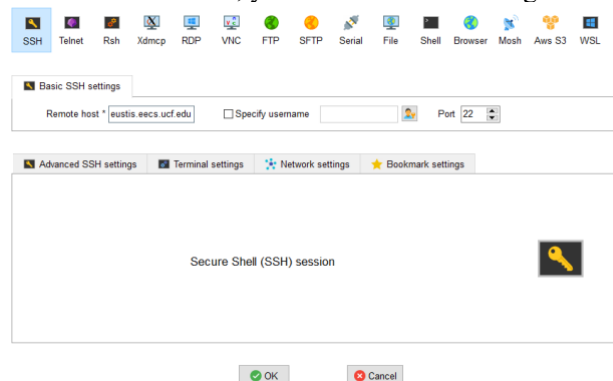 SSH Telnet Rsh Xdmcp RDP VNC FTP SFTP Serial File Shell Browser Mosh Aws S3 WSL
Basic SSH settings
Remote host * eustis.eecs.ucf.edu Specify username Port 22
Advanced SSH settings Terminal settings Network settings Bookmark settings
Secure Shell (SSH) session
OK Cancel